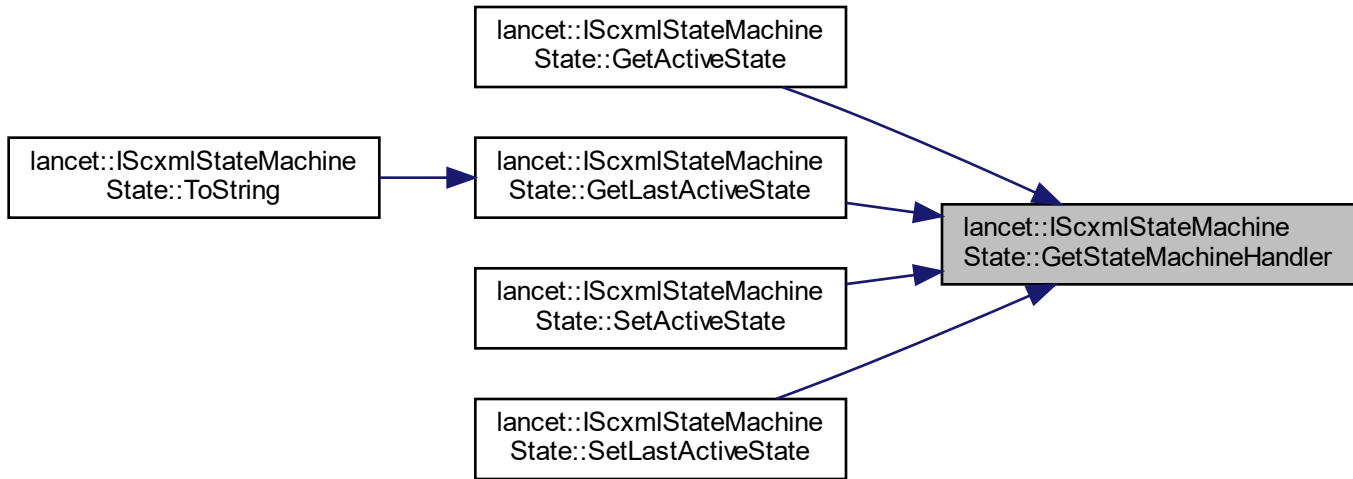 lancet::IScxmlStateMachine
State::GetActiveState
lancet::IScxmlStateMachine
State::ToString
lancet::IScxmlStateMachine
State::GetLastActiveState
lancet::IScxmlStateMachine
State::GetStateMachineHandler
lancet::IScxmlStateMachine
State::SetActiveState
lancet::IScxmlStateMachine
State::SetLastActiveState